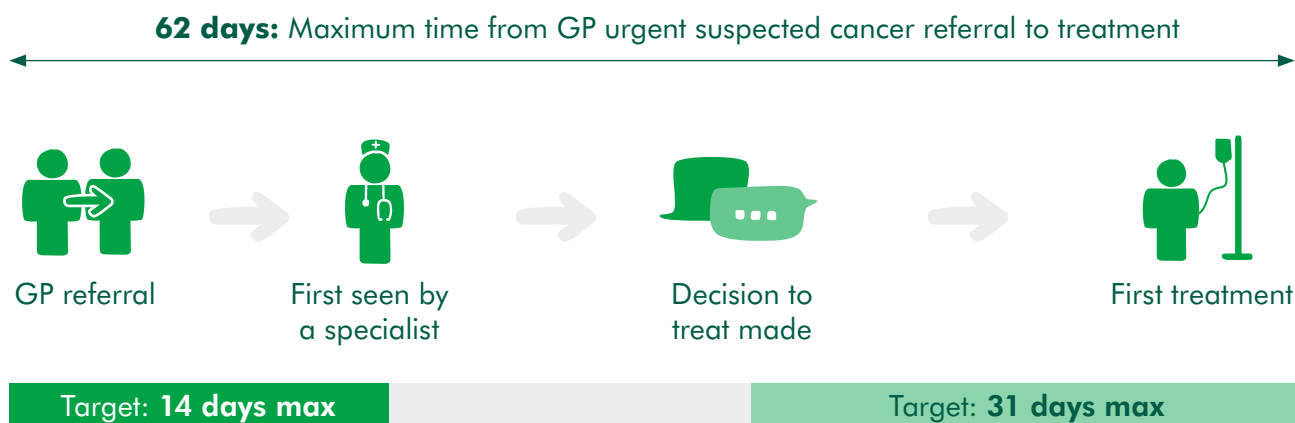 62 days: Maximum time from GP urgent suspected cancer referral to treatment
GP referral
First seen by
a specialist
Decision to
treat made
First treatment
Target: 14 days max
Target: 31 days max